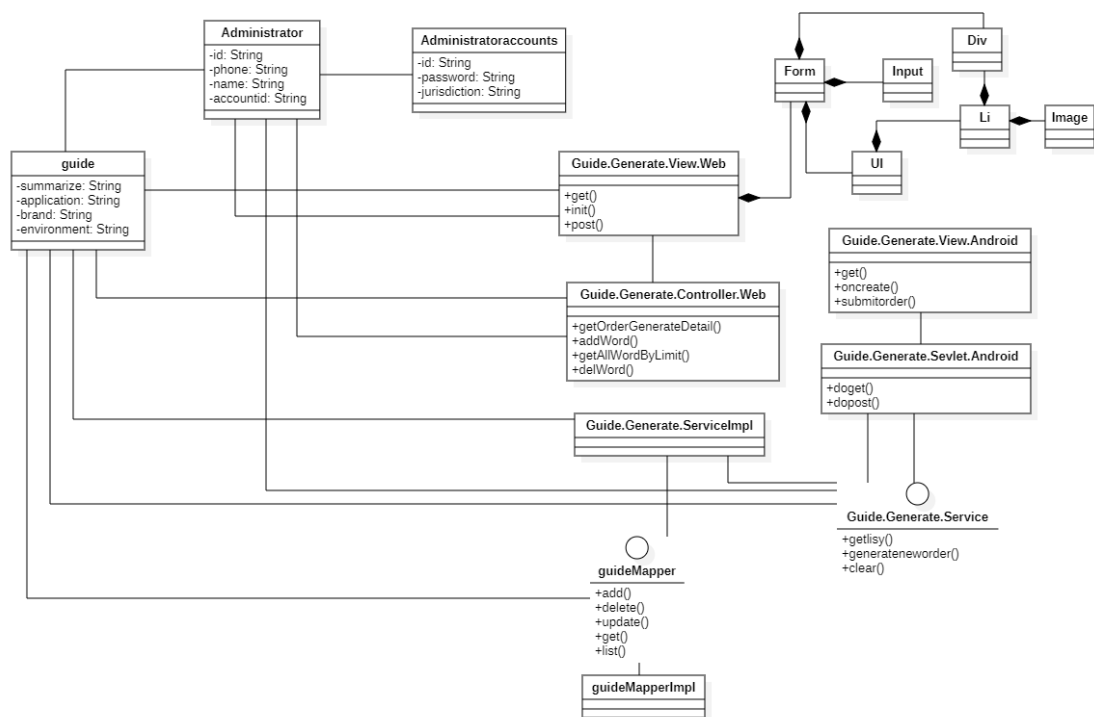 Administrator
-id: String
-phone: String
-name: String
-accountid: String
Administratoraccounts
-id: String
-password: String
-jurisdiction: String
Form
Input
Div
Li
Image
Ul
guide
-summarize: String
-application: String
-brand: String
-environment: String
Guide.Generate.View.Web
+get()
+init()
+post()
Guide.Generate.View.Android
+get()
+oncreate()
+submitorder()
Guide.Generate.Controller.Web
+getOrderGenerateDetail()
+addWord()
+getAllWordByLimit()
+delWord()
Guide.Generate.Sevlet.Android
+doget()
+dopost()
Guide.Generate.ServiceImpl
Guide.Generate.Service
+getlisy()
+generateneworder()
+clear()
guideMapper
+add()
+delete()
+update()
+get()
+list()
guideMapperImpl